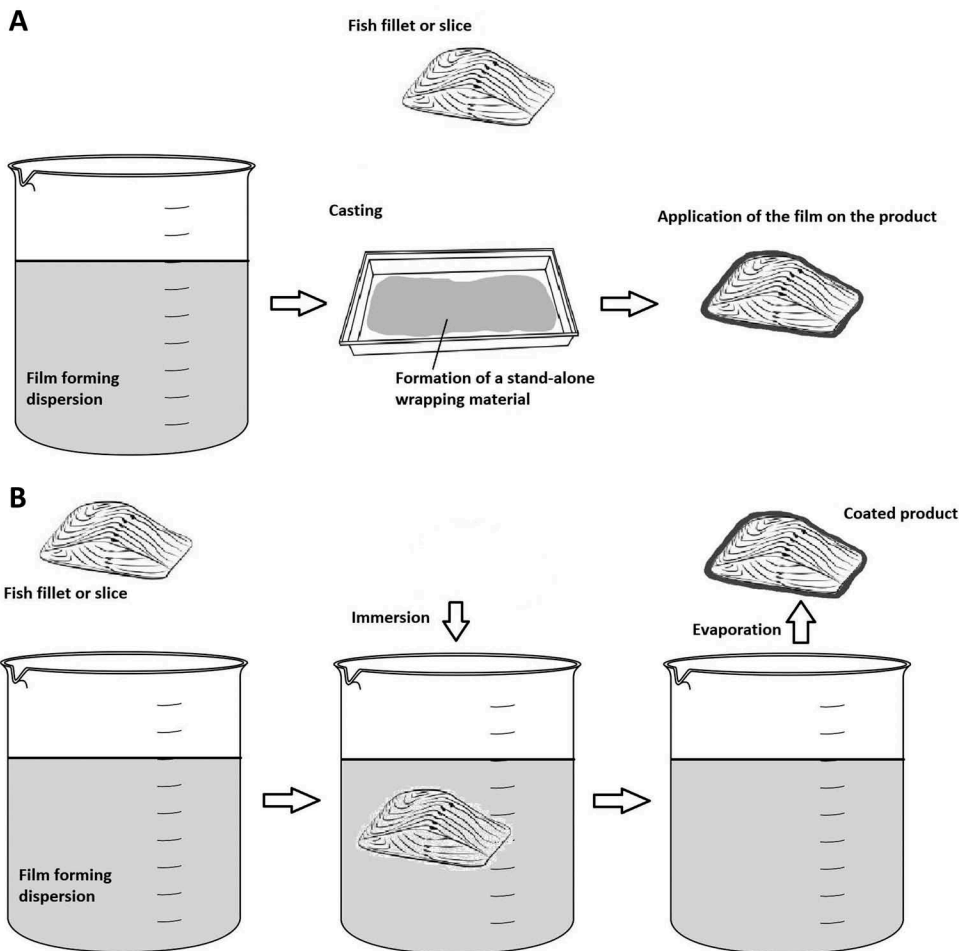 A
Fish fillet or slice
Casting
Application of the film on the product
Film forming
dispersion
Formation of a stand-alone
wrapping material
B
Fish fillet or slice
Coated product
Immersion
Evaporation
Film forming
dispersion